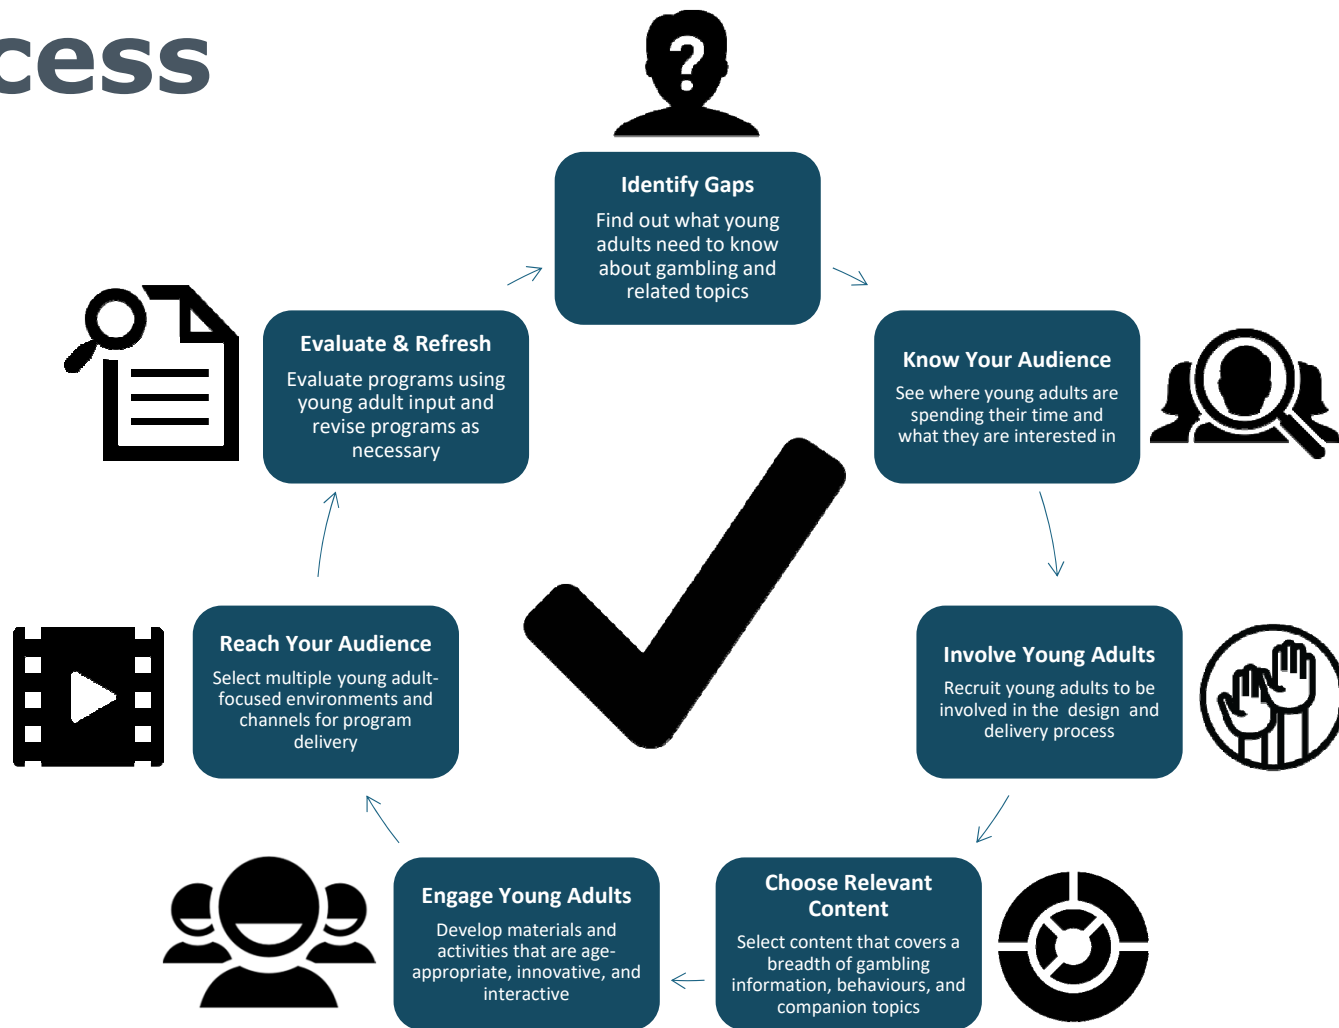 cess
?
Identify Gaps
Find out what young
adults need to know
about gambling and
related topics
Know Your Audience
See where young adults are
spending their time and
what they are interested in
Involve Young Adults
Recruit young adults to be
involved in the design and
delivery process
Choose Relevant
Content
Select content that covers a
breadth of gambling
information, behaviours, and
companion topics
Engage Young Adults
Develop materials and
activities that are age-
appropriate, innovative, and
interactive
Reach Your Audience
Select multiple young adult-
focused environments and
channels for program
delivery
Evaluate & Refresh
Evaluate programs using
young adult input and
revise programs as
necessary